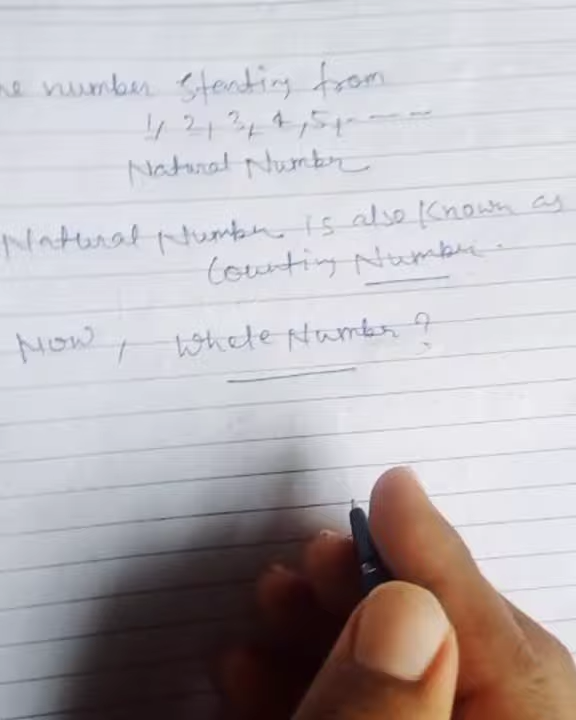 he number starting from
1, 2, 3, 4, 5, - - - -
Natural Number
Natural Number is also known as
Counting Number.
Now, Whole Number?